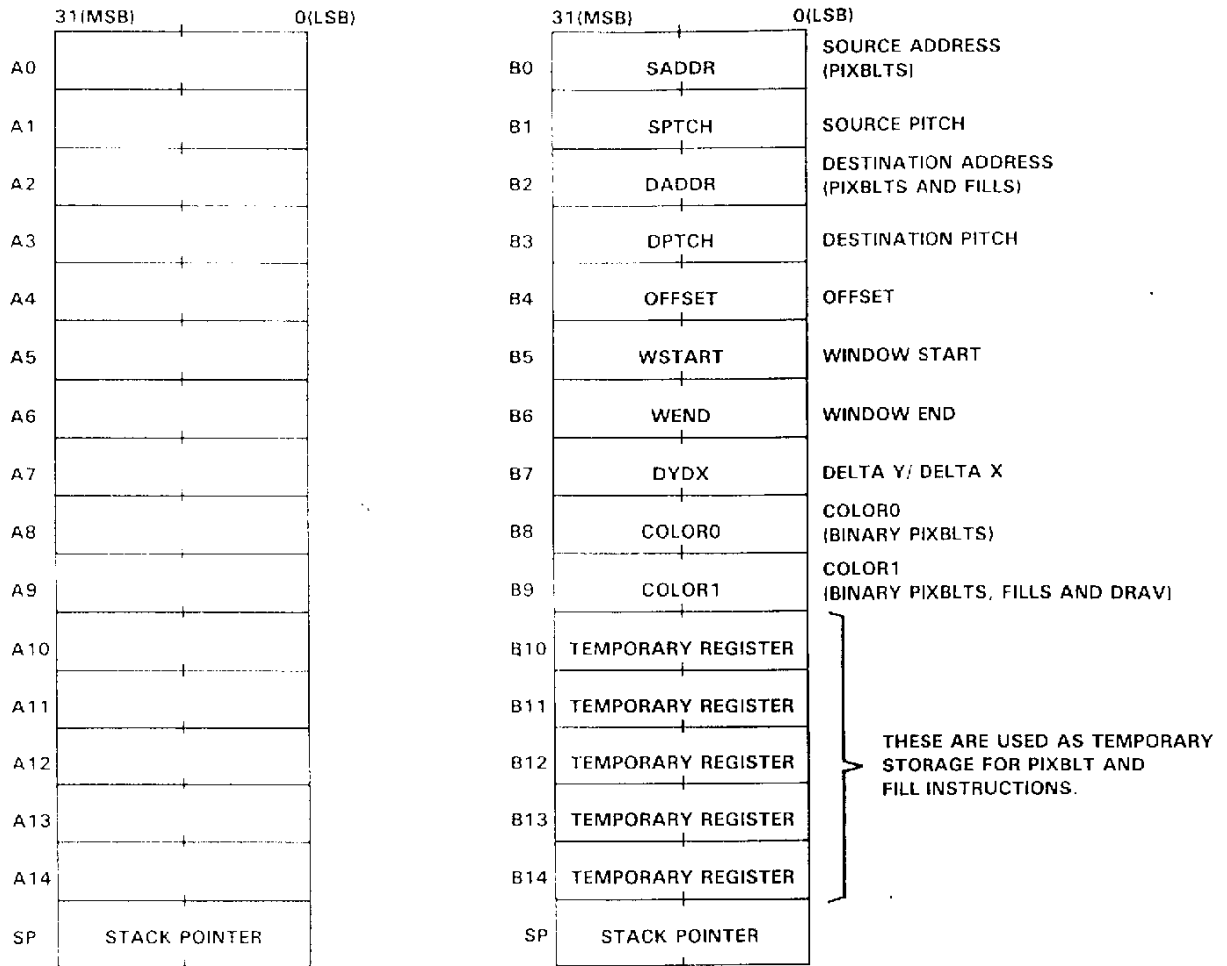 31(MSB) 0(LSB) 31(MSB) 0(LSB)
A0 B0 SADDR SOURCE ADDRESS
(PIXBLTS)
A1 B1 SPTCH SOURCE PITCH
A2 B2 DADDR DESTINATION ADDRESS
(PIXBLTS AND FILLS)
A3 B3 DPTCH DESTINATION PITCH
A4 B4 OFFSET OFFSET
A5 B5 WSTART WINDOW START
A6 B6 WEND WINDOW END
A7 B7 DYDX DELTA Y/ DELTA X
A8 B8 COLOR0 COLOR0
(BINARY PIXBLTS)
A9 B9 COLOR1 COLOR1
(BINARY PIXBLTS, FILLS AND DRAV)
A10 B10 TEMPORARY REGISTER
A11 B11 TEMPORARY REGISTER
A12 B12 TEMPORARY REGISTER
A13 B13 TEMPORARY REGISTER
A14 B14 TEMPORARY REGISTER
THESE ARE USED AS TEMPORARY
STORAGE FOR PIXBLT AND
FILL INSTRUCTIONS.
SP STACK POINTER SP STACK POINTER